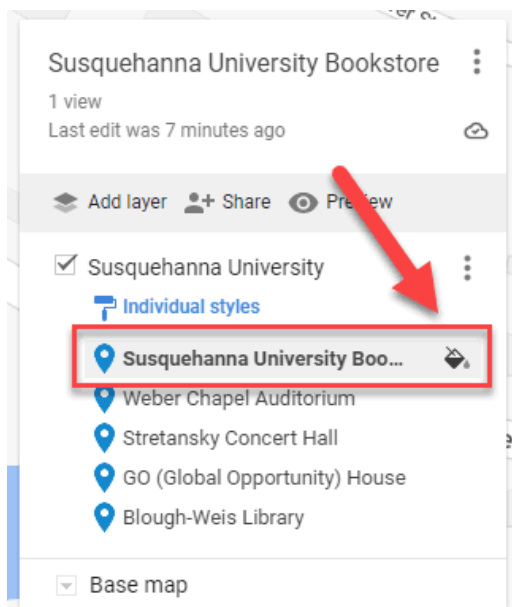 Susquehanna University Bookstore
1 view
Last edit was 7 minutes ago
Add layer Share Preview
Susquehanna University
Individual styles
Susquehanna University Boo...
Weber Chapel Auditorium
Stretansky Concert Hall
GO (Global Opportunity) House
Blough-Weis Library
Base map